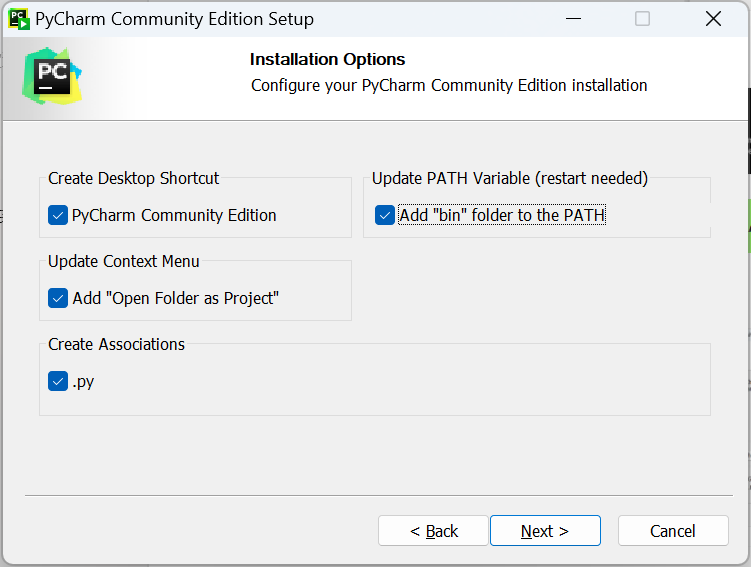 PyCharm Community Edition Setup
PC
Installation Options
Configure your PyCharm Community Edition installation
Create Desktop Shortcut
PyCharm Community Edition
Update PATH Variable (restart needed)
Add "bin" folder to the PATH
Update Context Menu
Add "Open Folder as Project"
Create Associations
.py
< Back
Next >
Cancel